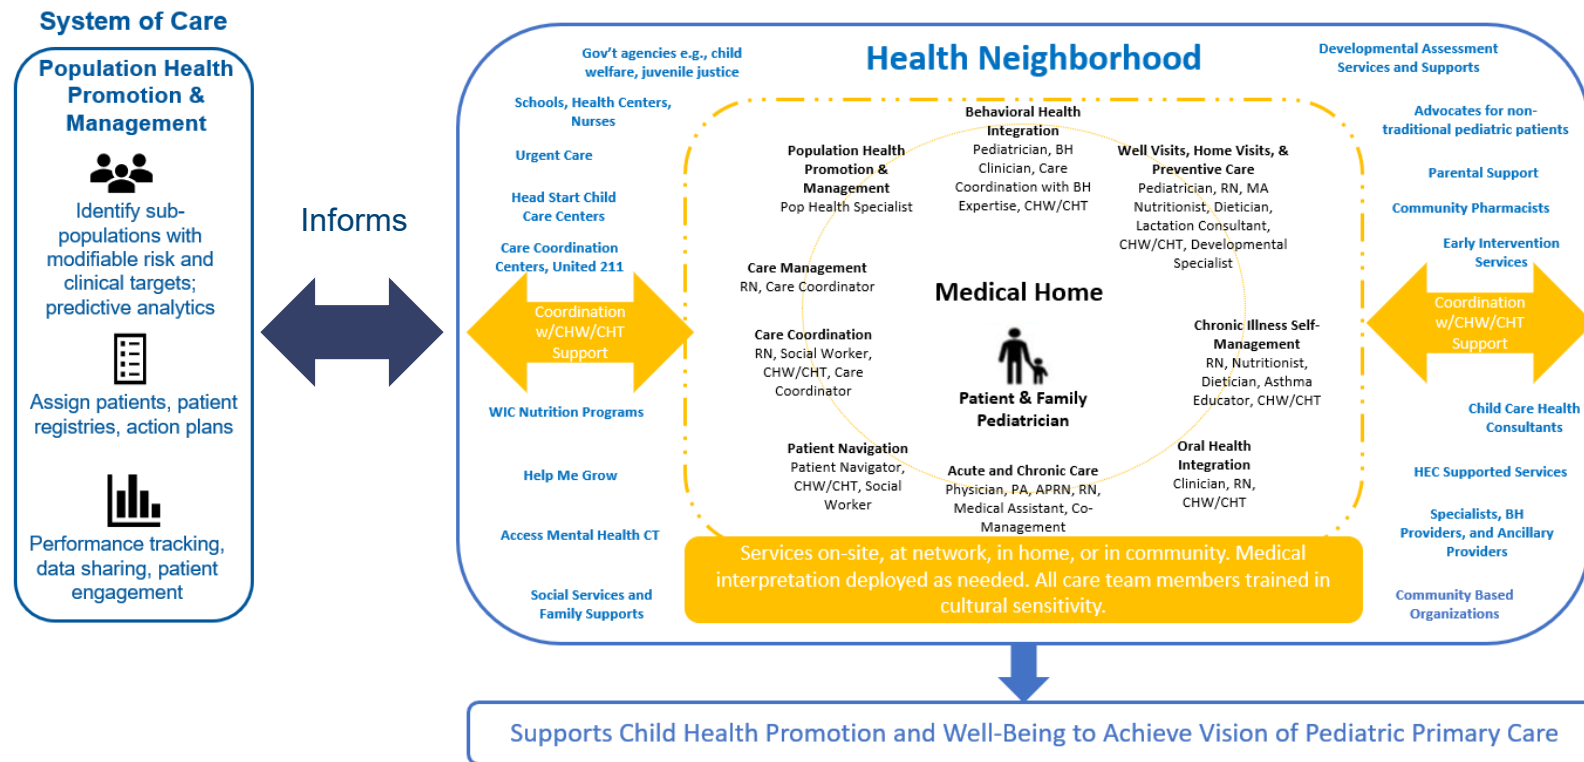 System of Care
Population Health
Promotion &
Management
Identify sub-
populations with
modifiable risk and
clinical targets;
predictive analytics
Assign patients, patient
registries, action plans
Performance tracking,
data sharing, patient
engagement
Informs
Health Neighborhood
Gov't agencies e.g., child
welfare, juvenile justice
Schools, Health Centers,
Nurses
Urgent Care
Head Start Child
Care Centers
Care Coordination
Centers, United 211
Coordination
w/CHW/CHT
Support
WIC Nutrition Programs
Help Me Grow
Access Mental Health CT
Social Services and
Family Supports
Behavioral Health
Integration
Pediatrician, BH
Clinician, Care
Coordination with BH
Expertise, CHW/CHT
Population Health
Promotion &
Management
Pop Health Specialist
Well Visits, Home Visits, &
Preventive Care
Pediatrician, RN, MA
Nutritionist, Dietician,
Lactation Consultant,
CHW/CHT, Developmental
Specialist
Care Management
RN, Care Coordinator
Medical Home
Patient & Family
Pediatrician
Care Coordination
RN, Social Worker,
CHW/CHT, Care
Coordinator
Chronic Illness Self-
Management
RN, Nutritionist,
Dietician, Asthma
Educator, CHW/CHT
Patient Navigation
Patient Navigator,
CHW/CHT, Social
Worker
Acute and Chronic Care
Physician, PA, APRN, RN,
Medical Assistant, Co-
Management
Oral Health
Integration
Clinician, RN,
CHW/CHT
Services on-site, at network, in home, or in community. Medical
interpretation deployed as needed. All care team members trained in
cultural sensitivity.
Developmental Assessment
Services and Supports
Advocates for non-
traditional pediatric patients
Parental Support
Community Pharmacists
Early Intervention
Services
Coordination
w/CHW/CHT
Support
Child Care Health
Consultants
HEC Supported Services
Specialists, BH
Providers, and Ancillary
Providers
Community Based
Organizations
Supports Child Health Promotion and Well-Being to Achieve Vision of Pediatric Primary Care